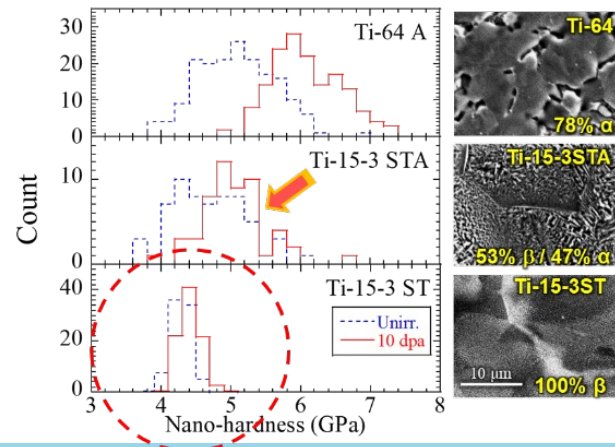 Ti-64 A
30
20
10
0
Ti-15-3 STA
10
0
Ti-15-3 ST
40
20
0
Count
Unirr.
10 dpa
3 4 5 6 7 8
Nano-hardness (GPa)
Ti-64
78% α
Ti-15-3STA
53% β / 47% α
Ti-15-3ST
10 μm
100% β